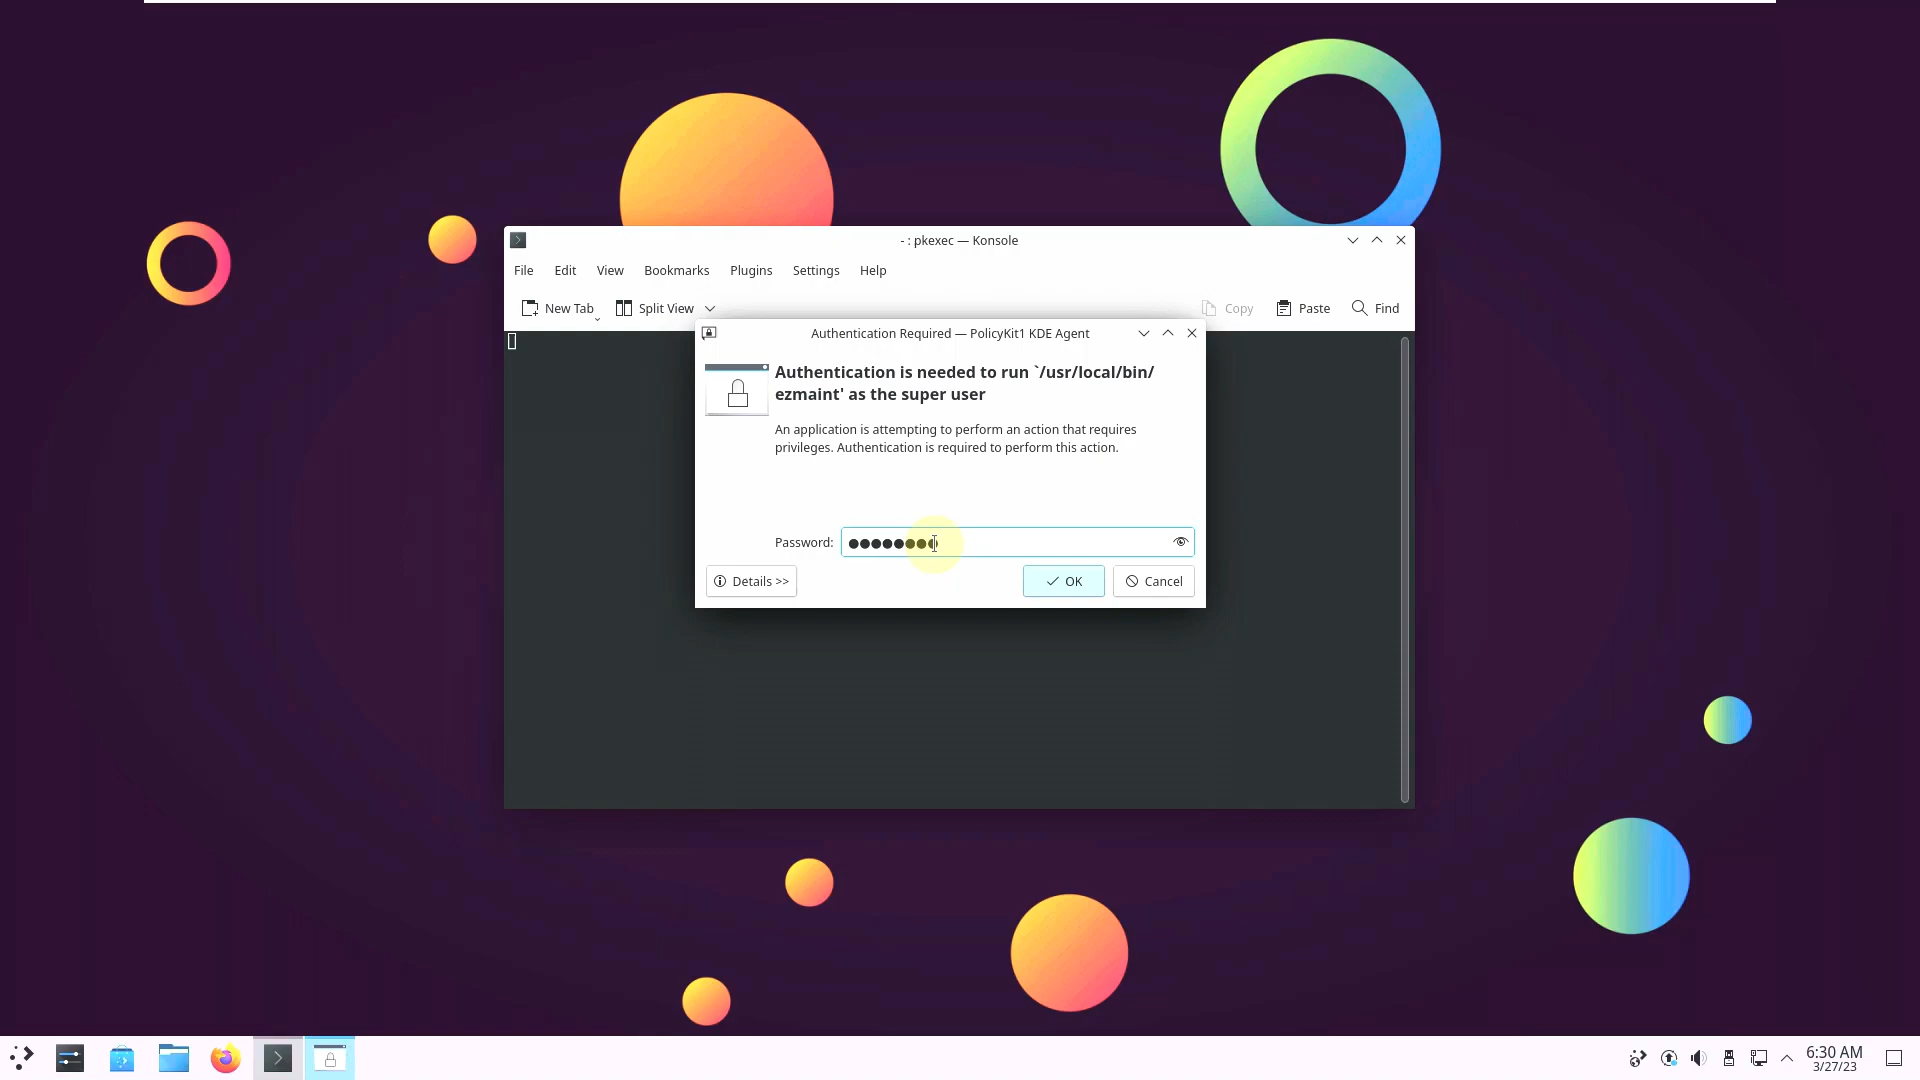 - : pkexec — Konsole
File Edit View Bookmarks Plugins Settings Help
New Tab Split View Copy Paste Find
Authentication Required — PolicyKit1 KDE Agent
Authentication is needed to run `/usr/local/bin/
ezmaint' as the super user
An application is attempting to perform an action that requires
privileges. Authentication is required to perform this action.
Password:
Details >> OK Cancel
6:30 AM
3/27/23